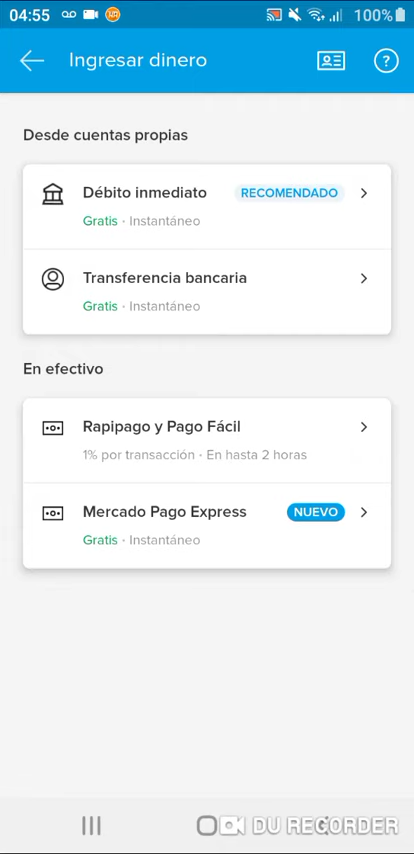 04:55 100%
Ingresar dinero ?
Desde cuentas propias
Débito inmediato RECOMENDADO
Gratis · Instantáneo
Transferencia bancaria
Gratis · Instantáneo
En efectivo
Rapipago y Pago Fácil
1% por transacción · En hasta 2 horas
Mercado Pago Express NUEVO
Gratis · Instantáneo
DU RECORDER